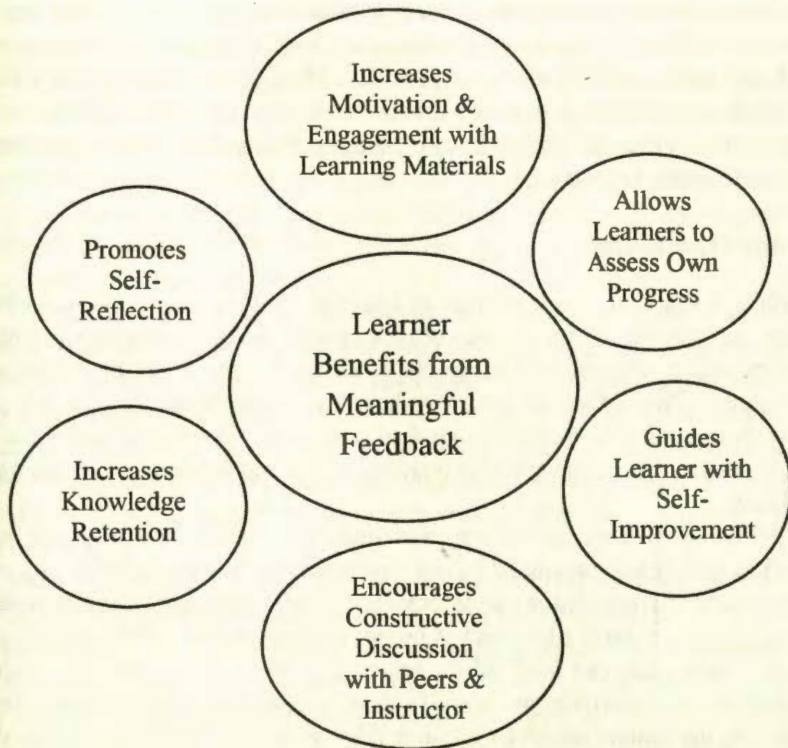 Increases
Motivation &
Engagement with
Learning Materials
Allows
Learners to
Assess Own
Progress
Promotes
Self-
Reflection
Learner
Benefits from
Meaningful
Feedback
Guides
Learner with
Self-
Improvement
Increases
Knowledge
Retention
Encourages
Constructive
Discussion
with Peers &
Instructor